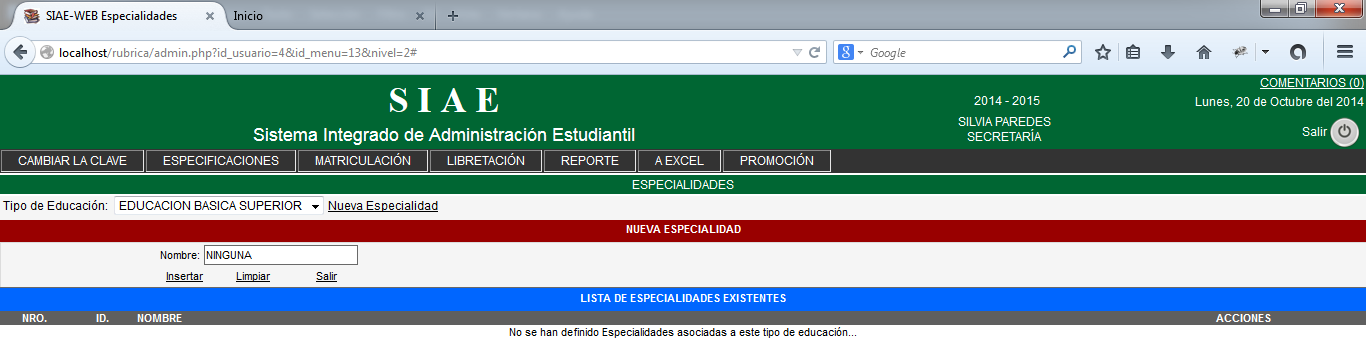 SIAE-WEB Especialidades
Inicio
localhost/rubrica/admin.php?id_usuario=4&id_menu=13&nivel=2#
Google
COMENTARIOS (0)
S I A E
2014 - 2015
Lunes, 20 de Octubre del 2014
Sistema Integrado de Administración Estudiantil
SILVIA PAREDES
SECRETARÍA
Salir
CAMBIAR LA CLAVE ESPECIFICACIONES MATRICULACIÓN LIBRETACIÓN REPORTE A EXCEL PROMOCIÓN
ESPECIALIDADES
Tipo de Educación: EDUCACION BASICA SUPERIOR Nueva Especialidad
NUEVA ESPECIALIDAD
Nombre: NINGUNA
Insertar Limpiar Salir
LISTA DE ESPECIALIDADES EXISTENTES
NRO. ID. NOMBRE ACCIONES
No se han definido Especialidades asociadas a este tipo de educación...